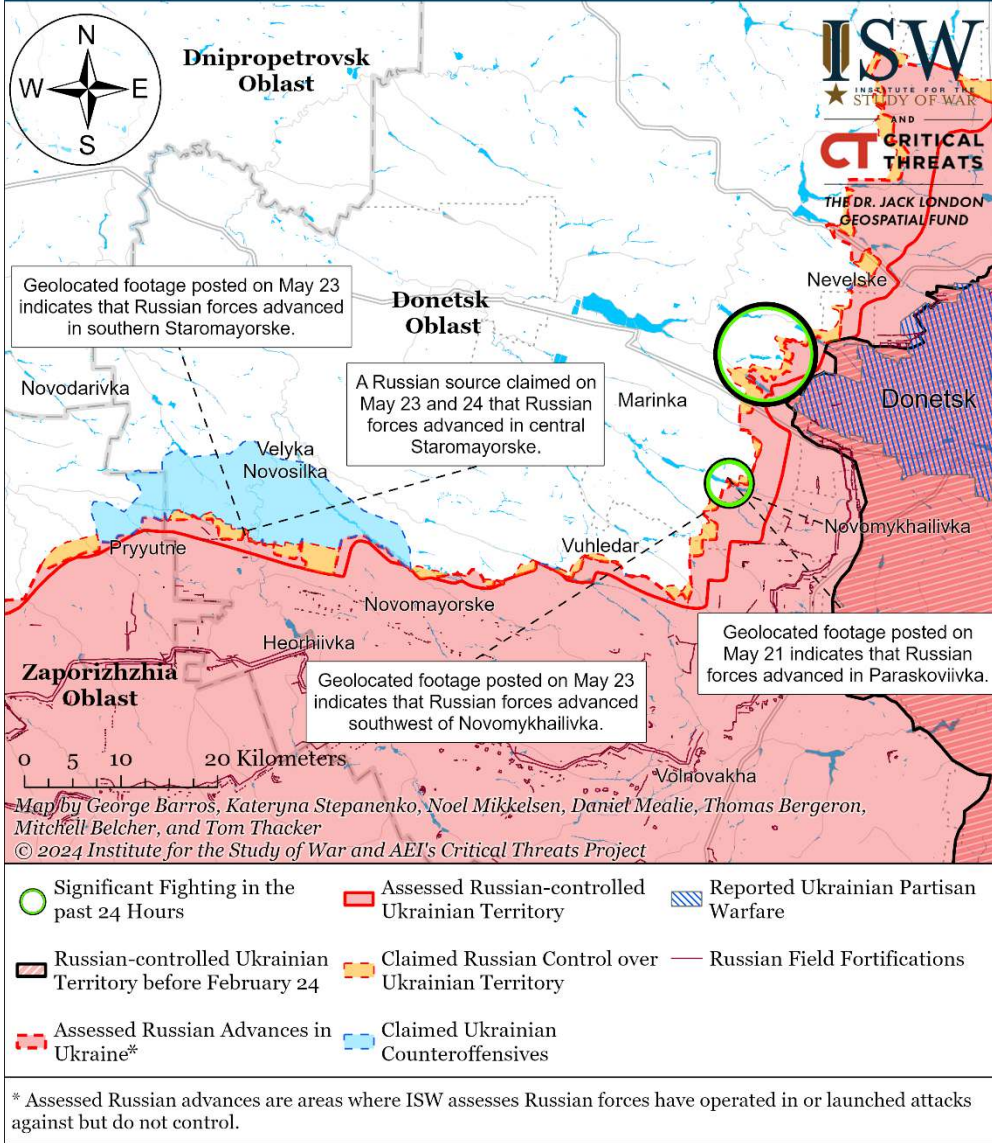 N
W
E
S
Dnipropetrovsk
Oblast
ISW
INSTITUTE FOR THE
STUDY OF WAR
AND
CT CRITICAL
THREATS
THE DR. JACK LONDON
GEOSPATIAL FUND
Geolocated footage posted on May 23
indicates that Russian forces advanced
in southern Staromayorske.
Donetsk
Oblast
Nevelske
A Russian source claimed on
May 23 and 24 that Russian
forces advanced in central
Staromayorske.
Novodarivka
Marinka
Donetsk
Velyka
Novosilka
Pryyutne
Vuhledar
Novomykhailivka
Novomayorske
Heorhiivka
Zaporizhzhia
Oblast
Geolocated footage posted on May 23
indicates that Russian forces advanced
southwest of Novomykhailivka.
Geolocated footage posted on
May 21 indicates that Russian
forces advanced in Paraskoviivka.
0 5 10 20 Kilometers
Volnovakha
Map by George Barros, Kateryna Stepanenko, Noel Mikkelsen, Daniel Mealie, Thomas Bergeron,
Mitchell Belcher, and Tom Thacker
© 2024 Institute for the Study of War and AEI's Critical Threats Project
Significant Fighting in the
past 24 Hours
Assessed Russian-controlled
Ukrainian Territory
Reported Ukrainian Partisan
Warfare
Russian-controlled Ukrainian
Territory before February 24
Claimed Russian Control over
Ukrainian Territory
Russian Field Fortifications
Assessed Russian Advances in
Ukraine*
Claimed Ukrainian
Counteroffensives
* Assessed Russian advances are areas where ISW assesses Russian forces have operated in or launched attacks
against but do not control.